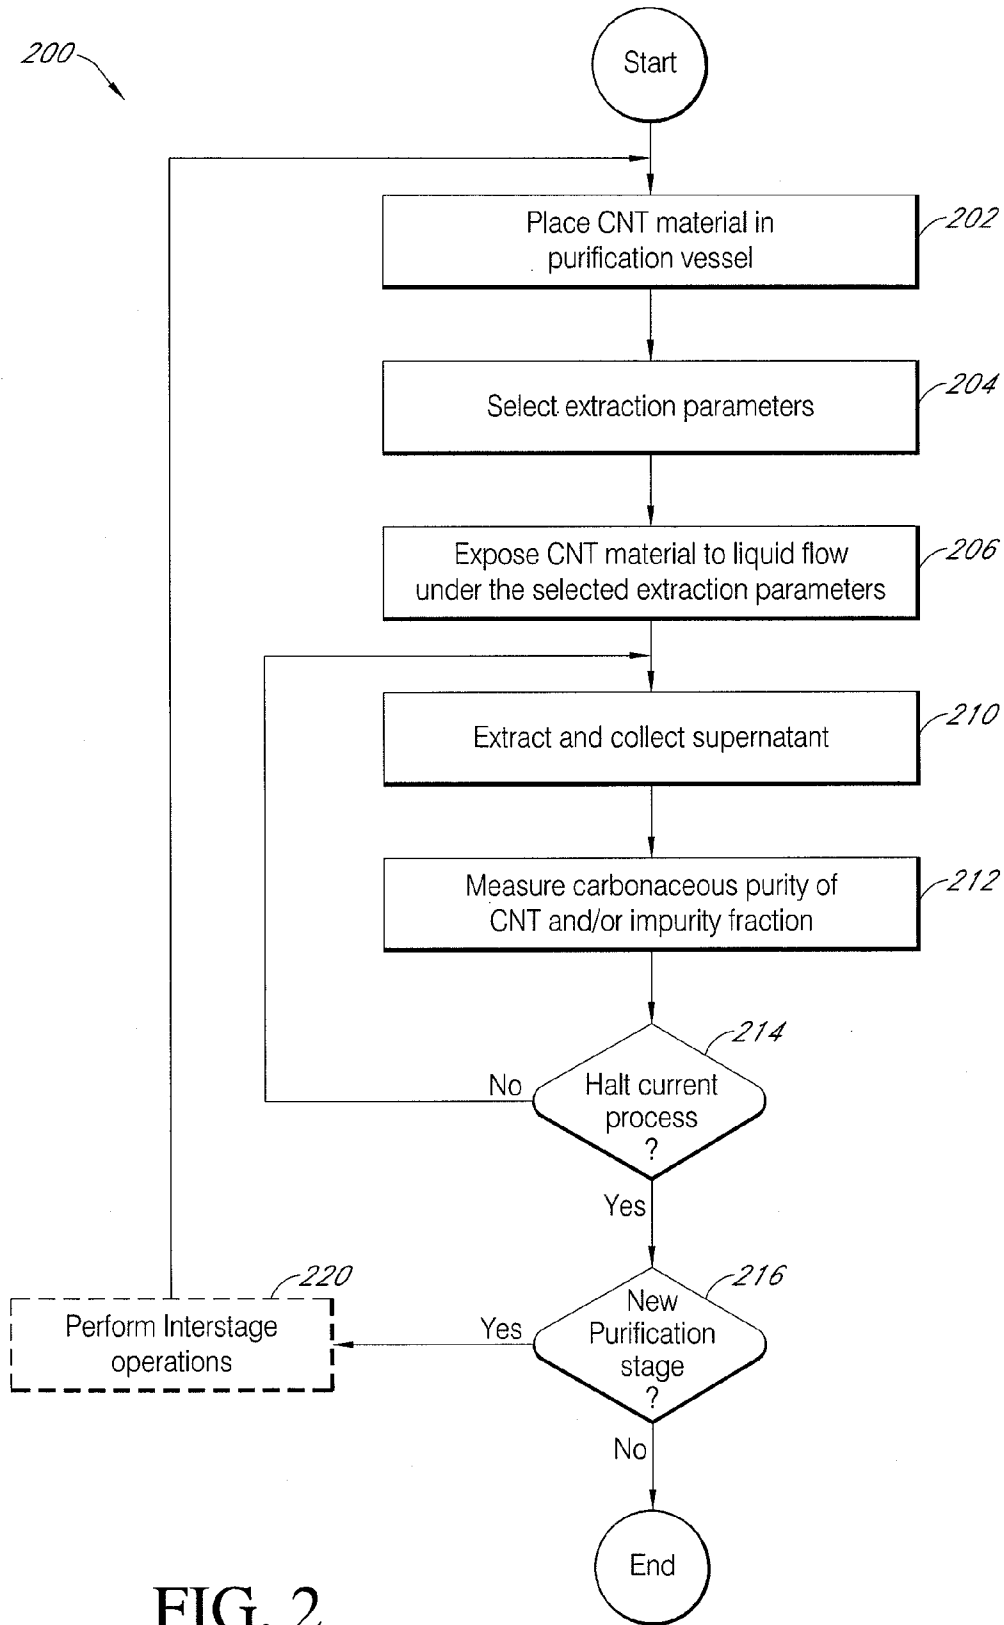 200
Start
Place CNT material in
purification vessel
202
Select extraction parameters
204
Expose CNT material to liquid flow
under the selected extraction parameters
206
Extract and collect supernatant
210
Measure carbonaceous purity of
CNT and/or impurity fraction
212
Halt current
process
?
214
No
Yes
New
Purification
stage
?
216
Yes
Perform Interstage
operations
220
No
End
FIG. 2